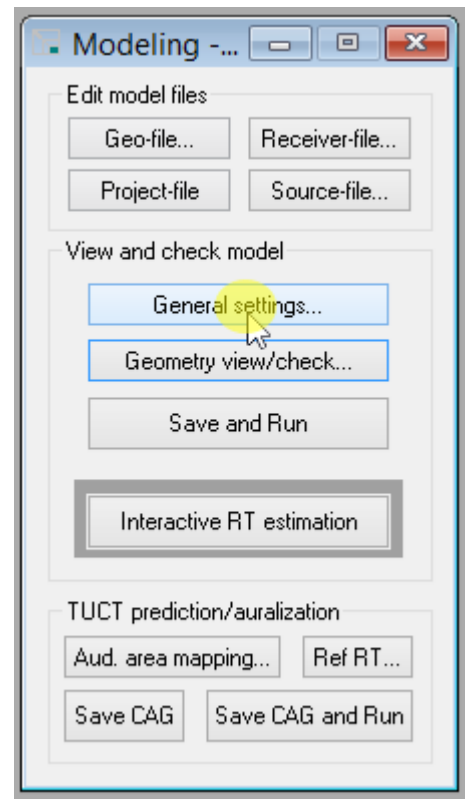 Modeling -...
Edit model files
Geo-file... Receiver-file...
Project-file Source-file...
View and check model
General settings...
Geometry view/check...
Save and Run
Interactive RT estimation
TUCT prediction/auralization
Aud. area mapping... Ref RT...
Save CAG Save CAG and Run